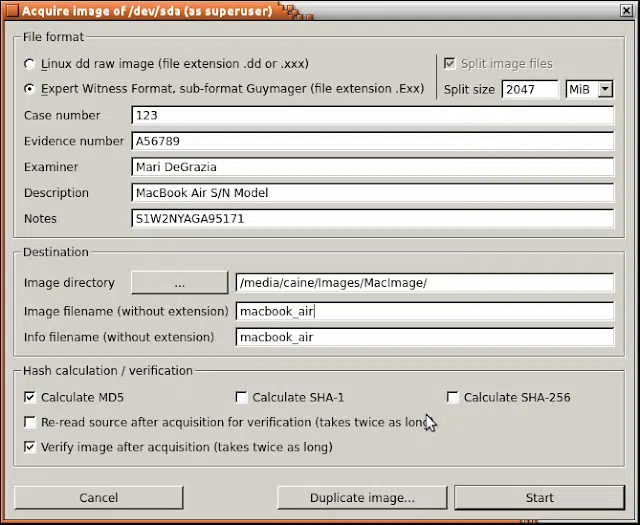 Acquire image of /dev/sda (as superuser)
File format
Linux dd raw image (file extension .dd or .xxx)
Split image files
Expert Witness Format, sub-format Guymager (file extension .Exx)
Split size 2047 MiB
Case number 123
Evidence number A56789
Examiner Mari DeGrazia
Description MacBook Air S/N Model
Notes S1W2NYAGA95171
Destination
Image directory ... /media/caine/Images/MacImage/
Image filename (without extension) macbook_air
Info filename (without extension) macbook_air
Hash calculation / verification
Calculate MD5 Calculate SHA-1 Calculate SHA-256
Re-read source after acquisition for verification (takes twice as long)
Verify image after acquisition (takes twice as long)
Cancel Duplicate image... Start